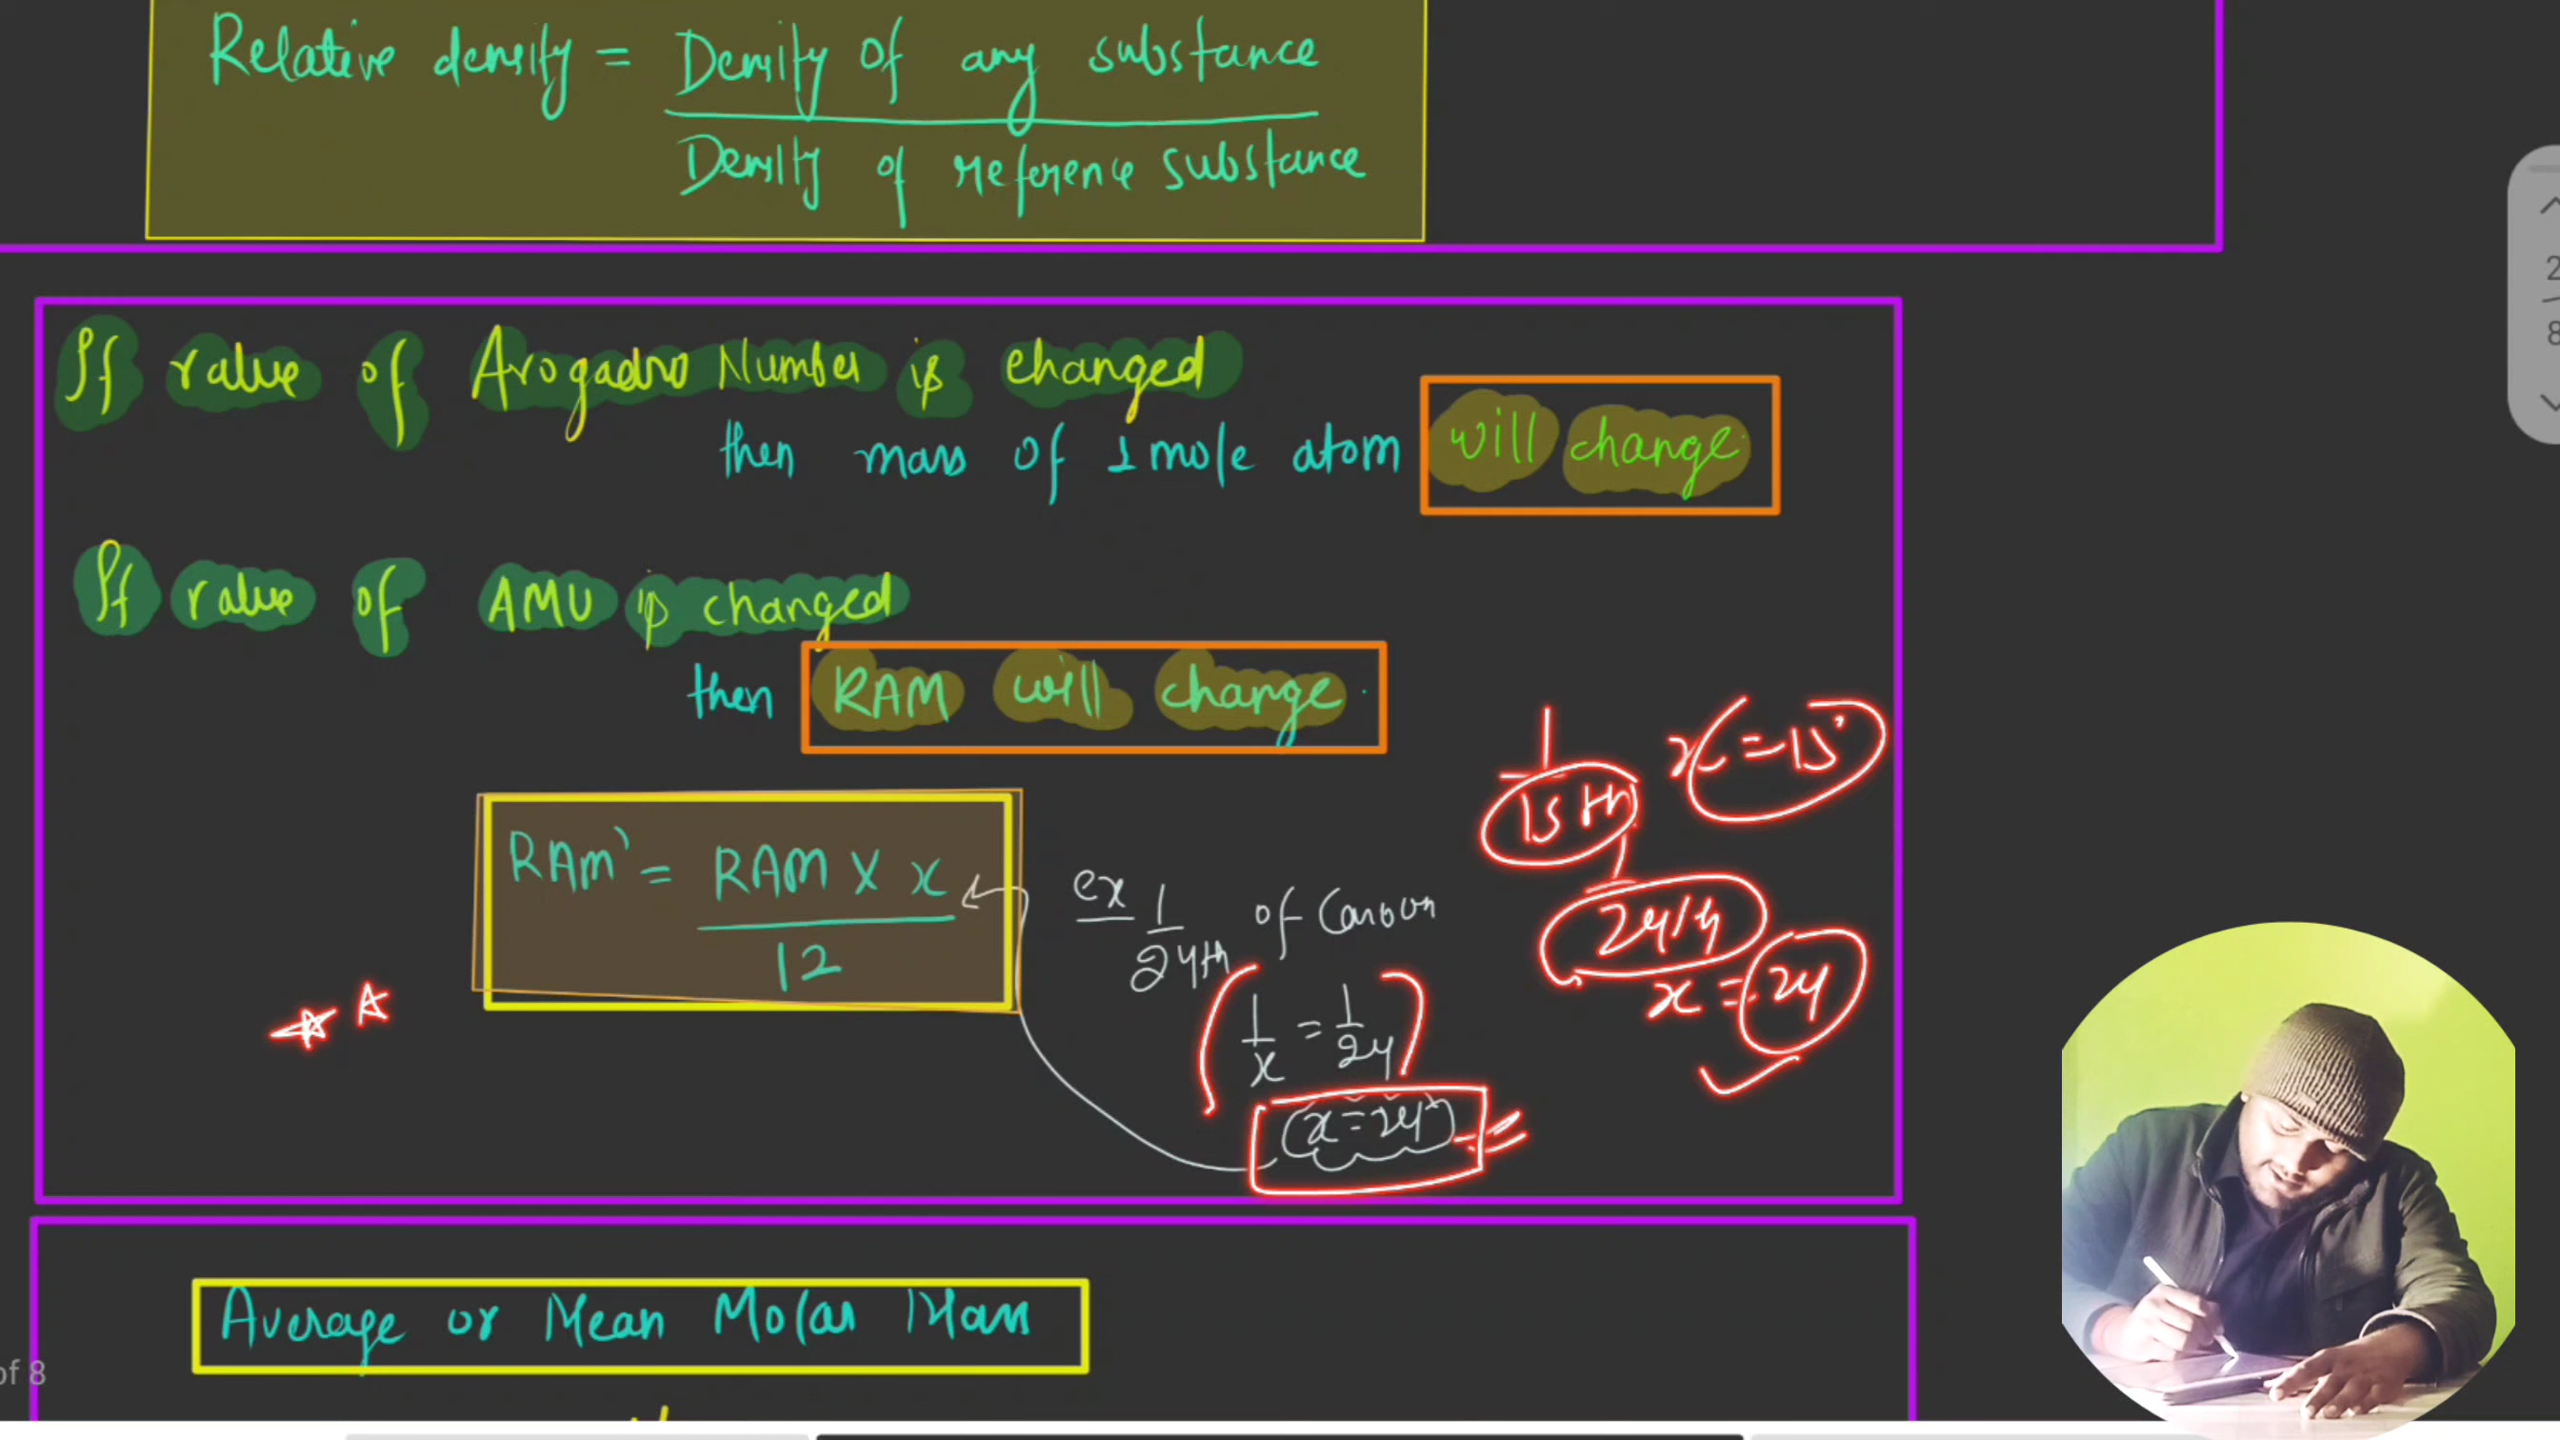 Relative density = Density of any substance
Density of reference substance
If value of Avogadro Number is changed
then mass of 1 mole atom will change
If value of AMU is changed
then RAM will change.
RAM' = RAM X x
12
ex 1
24th of Carbon
1/x = 1/24
(x=24)
1
15th
x=15
1
24th
x = 24
Average or Mean Molar Mass
of 8
2
8